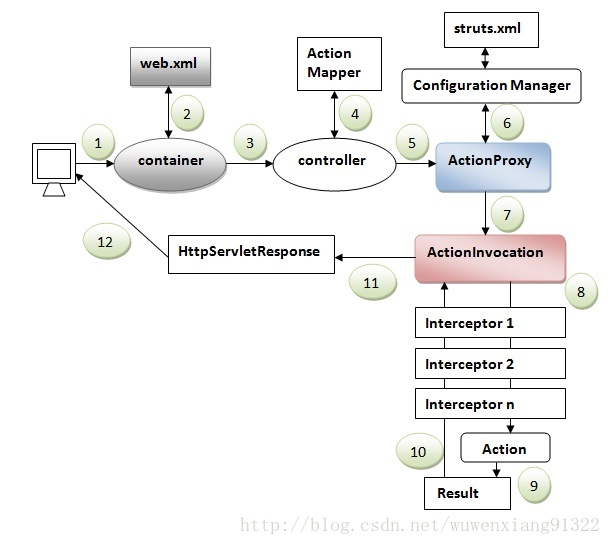 struts.xml
web.xml
Action
Mapper
Configuration Manager
1
2
3
4
5
6
container
controller
ActionProxy
7
12
HttpServletResponse
ActionInvocation
11
8
Interceptor 1
Interceptor 2
Interceptor n
10
Action
9
Result
http://blog.csdn.net/wuwenxiang91322